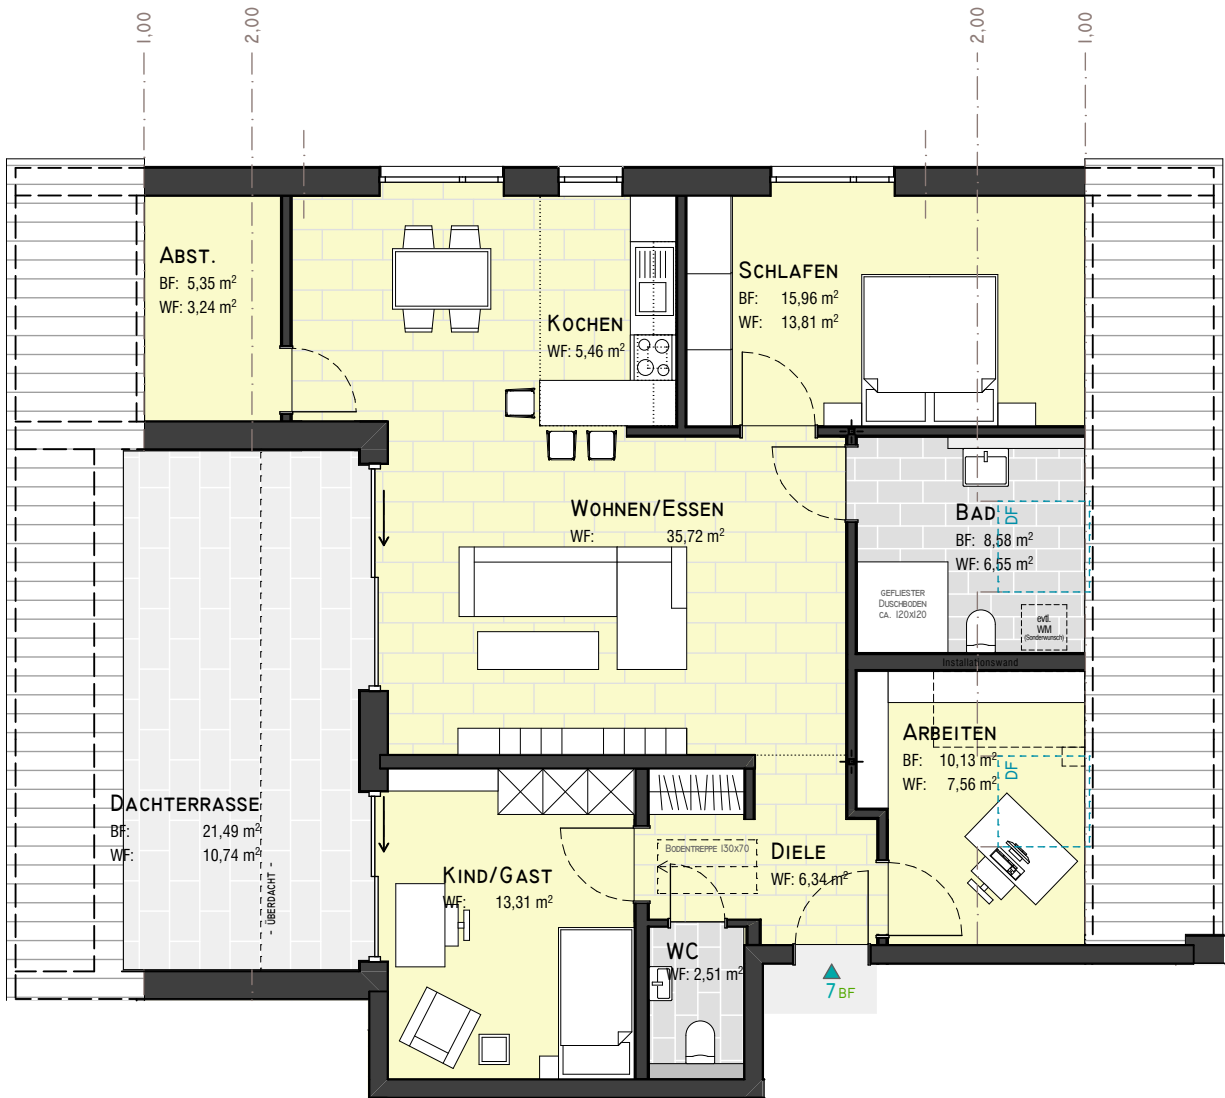 1,00
2,00
2,00
1,00
ABST.
BF: 5,35 m²
WF: 3,24 m²
KOCHEN
WF: 5,46 m²
SCHLAFEN
BF: 15,96 m²
WF: 13,81 m²
WOHNEN/ESSEN
WF: 35,72 m²
BAD
BF: 8,58 m²
WF: 6,55 m²
DF
GEFLIESTER
DUSCHBODEN
CA. 120x120
evtl.
WM
(Sonderwunsch)
Installationswand
ARBEITEN
BF: 10,13 m²
WF: 7,56 m²
DF
DACHTERRASSE
BF: 21,49 m²
WF: 10,74 m²
- ÜBERDACHT -
KIND/GAST
WF: 13,31 m²
BODENTREPPE 130x70
DIELE
WF: 6,34 m²
WC
WF: 2,51 m²
7 BF